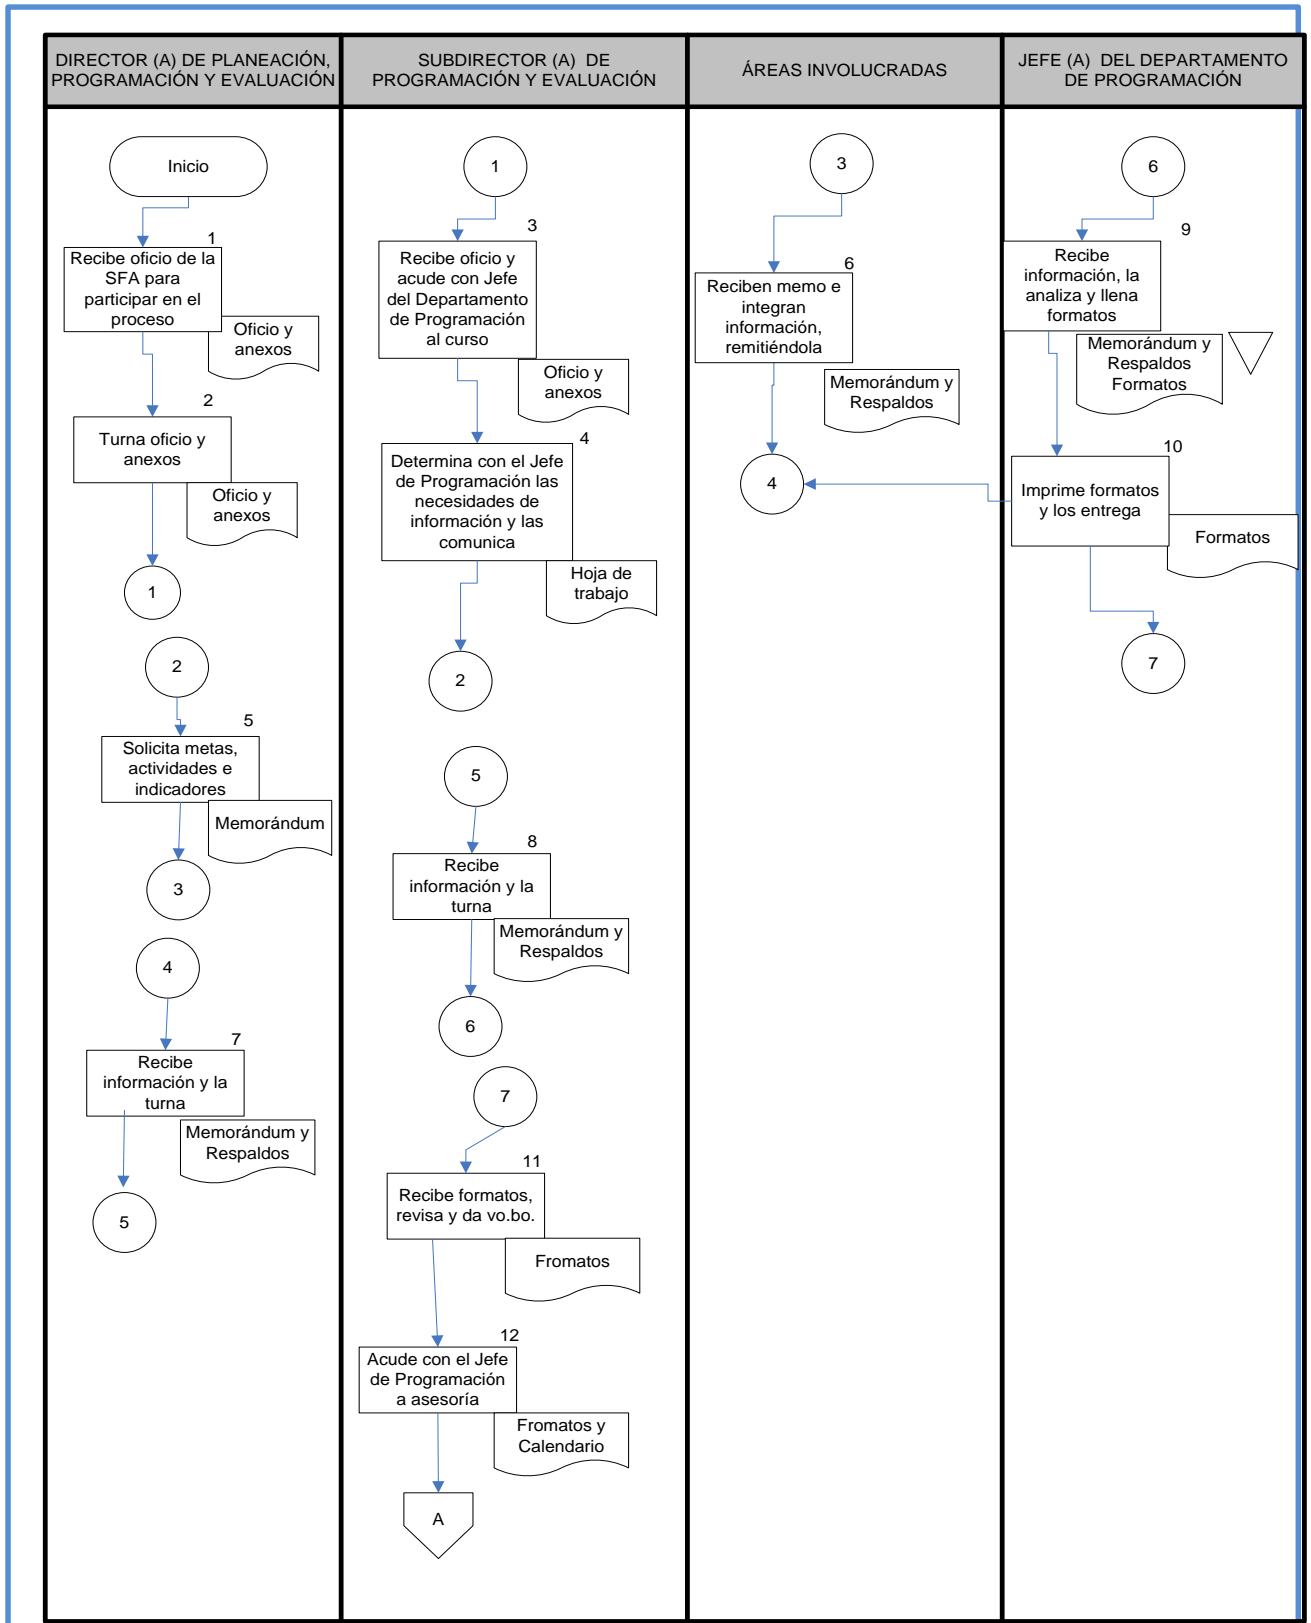 DIRECTOR (A) DE PLANEACIÓN,
PROGRAMACIÓN Y EVALUACIÓN
SUBDIRECTOR (A)  DE
PROGRAMACIÓN Y EVALUACIÓN
ÁREAS INVOLUCRADAS
JEFE (A)  DEL DEPARTAMENTO
DE PROGRAMACIÓN
Inicio
1
Recibe oficio de la
SFA para
participar en el
proceso
Oficio y
anexos
2
Turna oficio y
anexos
Oficio y
anexos
1
2
5
Solicita metas,
actividades e
indicadores
Memorándum
3
4
7
Recibe
información y la
turna
Memorándum y
Respaldos
5
1
3
Recibe oficio y
acude con Jefe
del Departamento
de Programación
al curso
Oficio y
anexos
4
Determina con el Jefe
de Programación las
necesidades de
información y las
comunica
Hoja de
trabajo
2
5
8
Recibe
información y la
turna
Memorándum y
Respaldos
6
7
11
Recibe formatos,
revisa y da vo.bo.
Fromatos
12
Acude con el Jefe
de Programación
a asesoría
Fromatos y
Calendario
A
3
6
Reciben memo e
integran
información,
remitiéndola
Memorándum y
Respaldos
4
6
9
Recibe
información, la
analiza y llena
formatos
Memorándum y
Respaldos
Formatos
10
Imprime formatos
y los entrega
Formatos
7